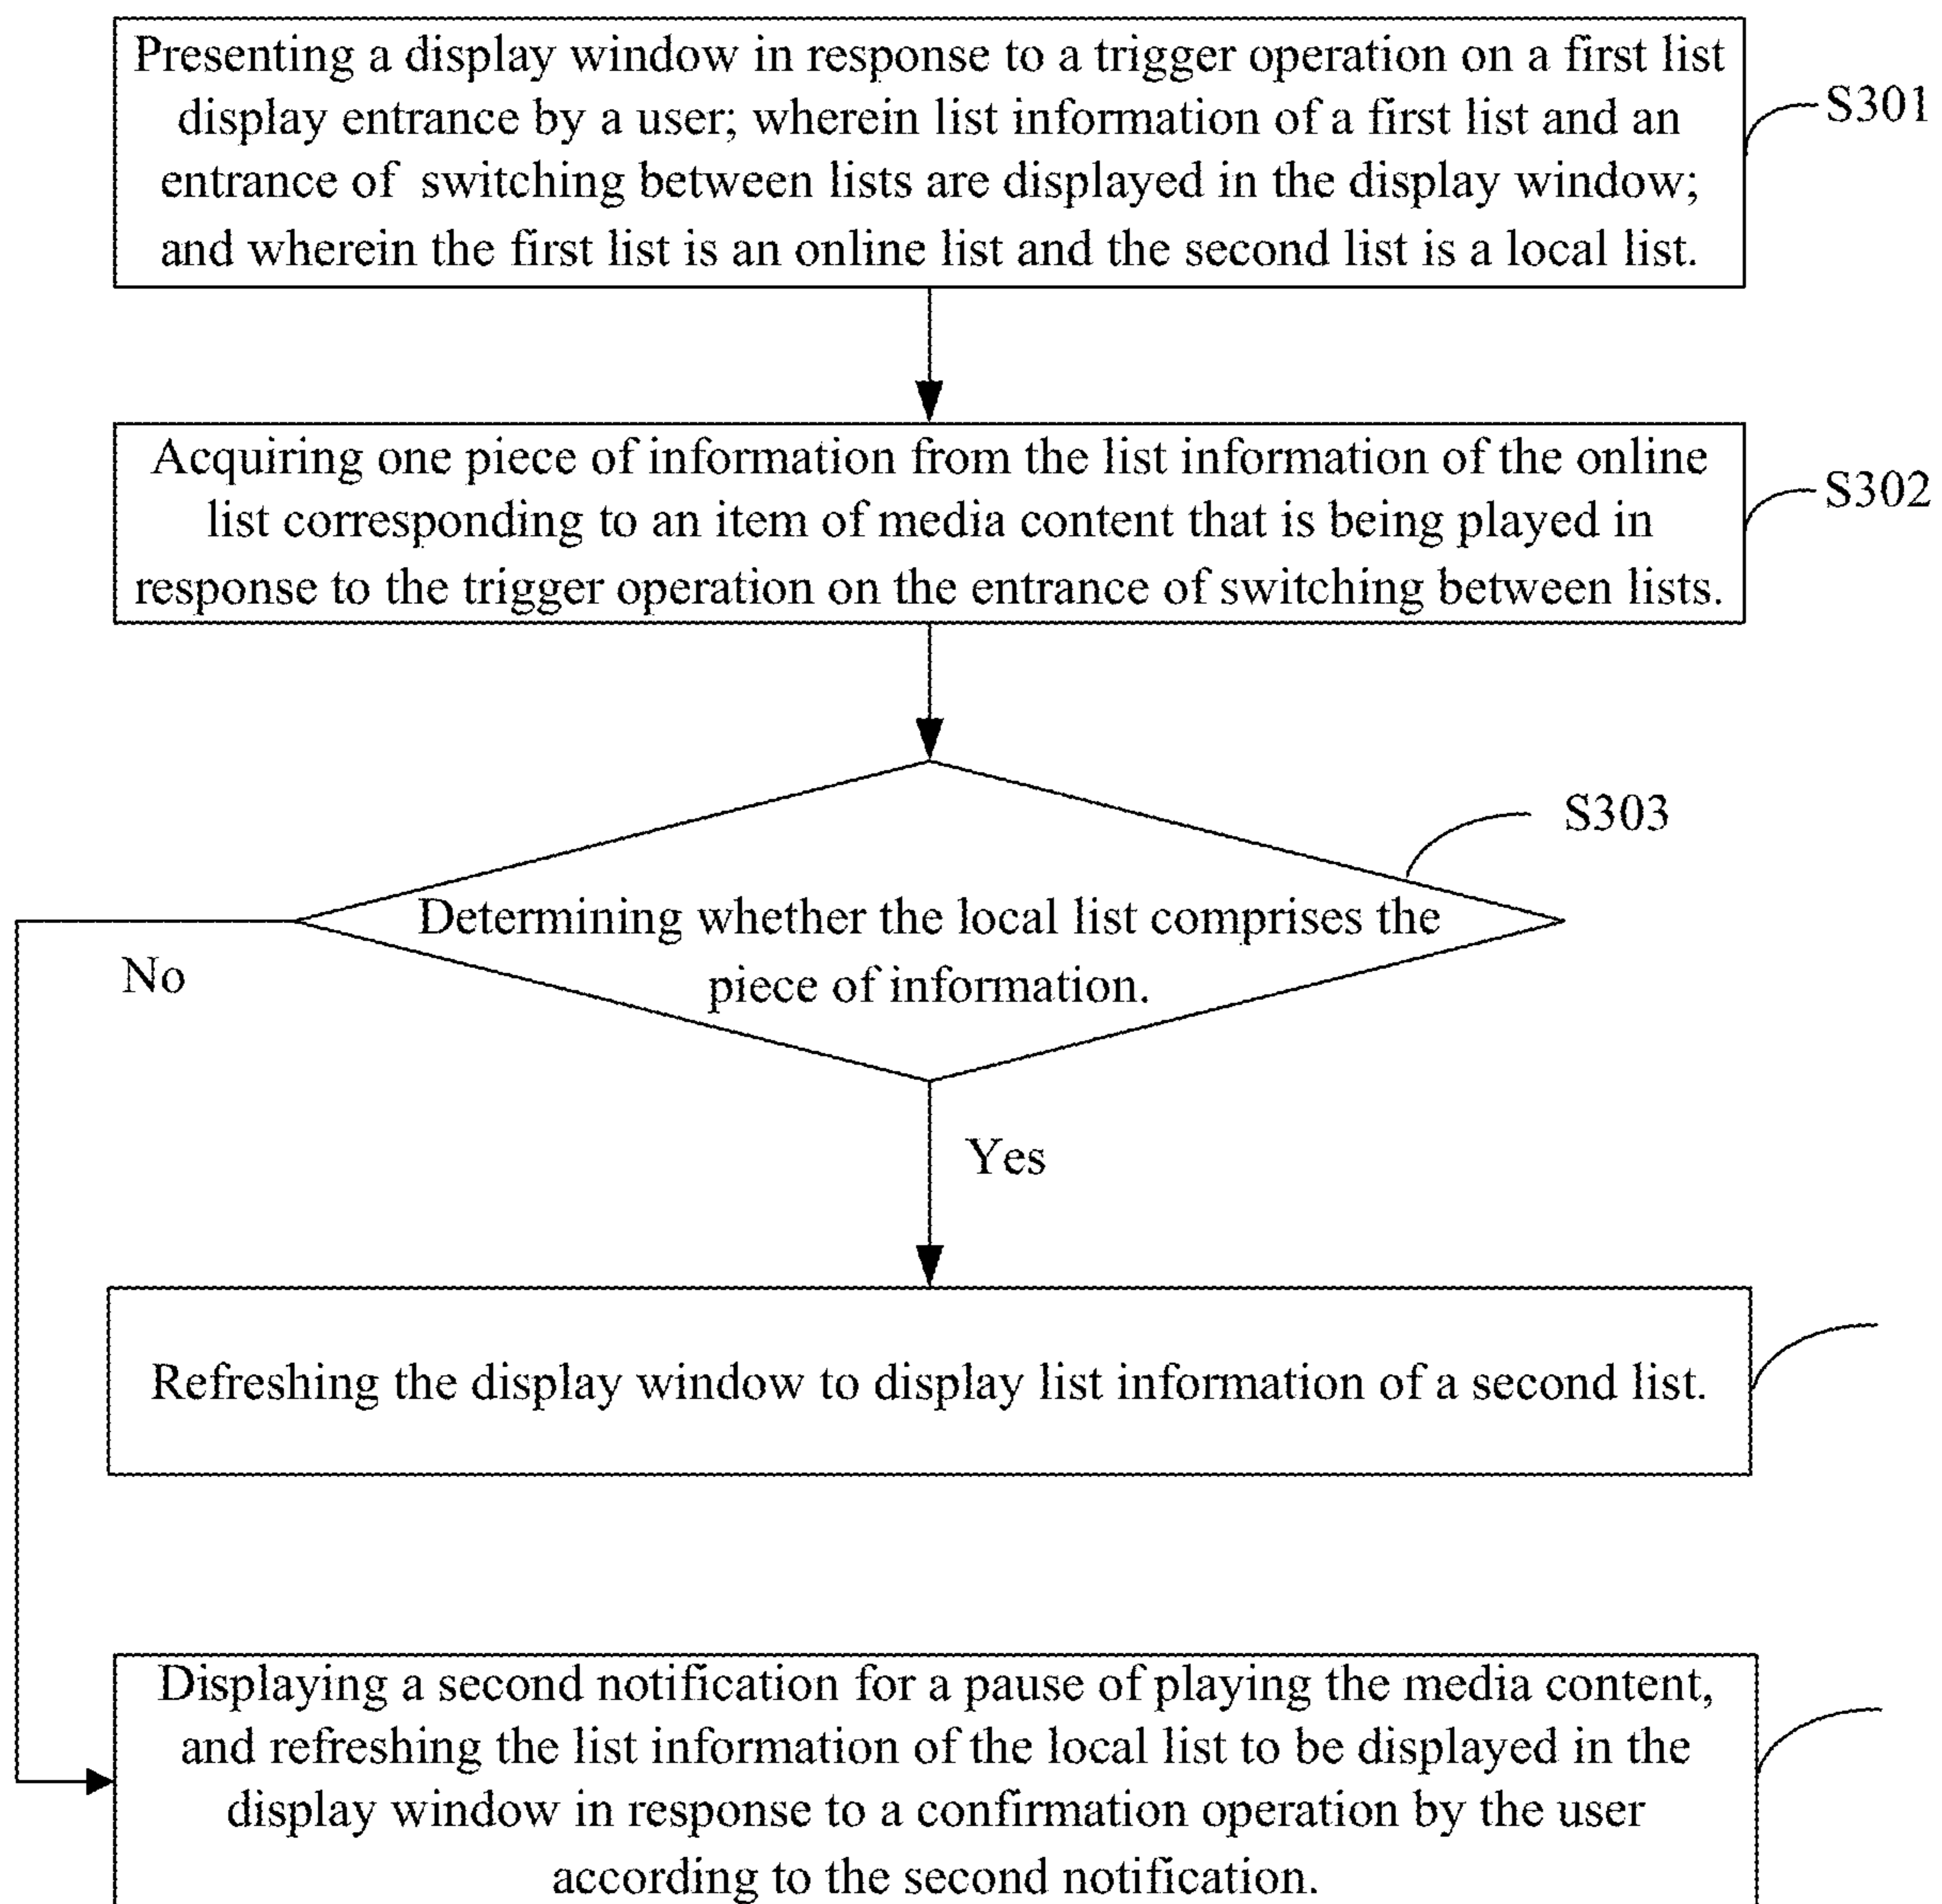 Presenting a display window in response to a trigger operation on a first list
display entrance by a user; wherein list information of a first list and an
entrance of switching between lists are displayed in the display window;
and wherein the first list is an online list and the second list is a local list.
S301
Acquiring one piece of information from the list information of the online
list corresponding to an item of media content that is being played in
response to the trigger operation on the entrance of switching between lists.
S302
S303
Determining whether the local list comprises the
piece of information.
No
Yes
Refreshing the display window to display list information of a second list.
Displaying a second notification for a pause of playing the media content,
and refreshing the list information of the local list to be displayed in the
display window in response to a confirmation operation by the user
according to the second notification.